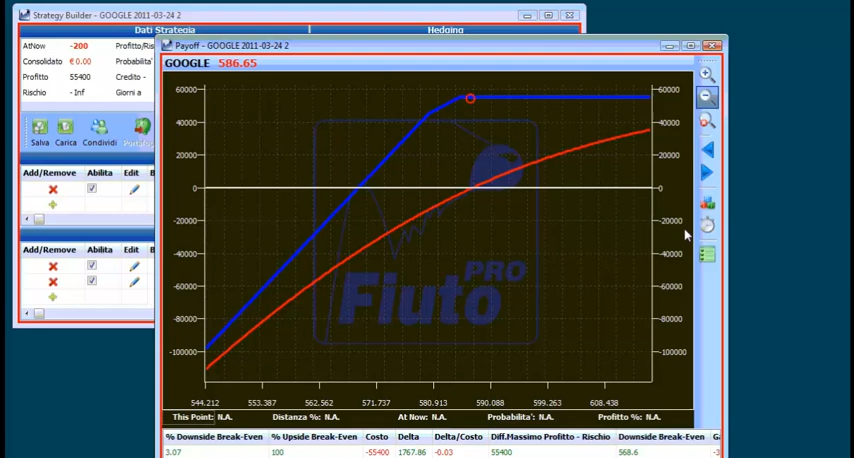 Strategy Builder - GOOGLE 2011-03-24 2
Dati Strategia Hedging
AtNow -200 Profitto/Ris
Consolidato € 0.00 Probabilita'
Profitto 55400 Credito -
Rischio - Inf Giorni a
Salva Carica Condividi
Add/Remove Abilita Edit
Add/Remove Abilita Edit
Payoff - GOOGLE 2011-03-24 2
GOOGLE 586.65
60000 60000
40000 40000
20000 20000
0 0
-20000 -20000
-40000 -40000
-60000 -60000
-80000 -80000
-100000 -100000
Fiuto PRO
544.212 553.387 562.562 571.737 580.913 590.088 599.263 608.438
This Point: N.A. Distanza %: N.A. At Now: N.A. Probabilita': N.A. Profitto %: N.A.
% Downside Break-Even % Upside Break-Even Costo Delta Delta/Costo Diff.Massimo Profitto - Rischio Downside Break-Even
3.07 100 -55400 1767.86 -0.03 55400 568.6